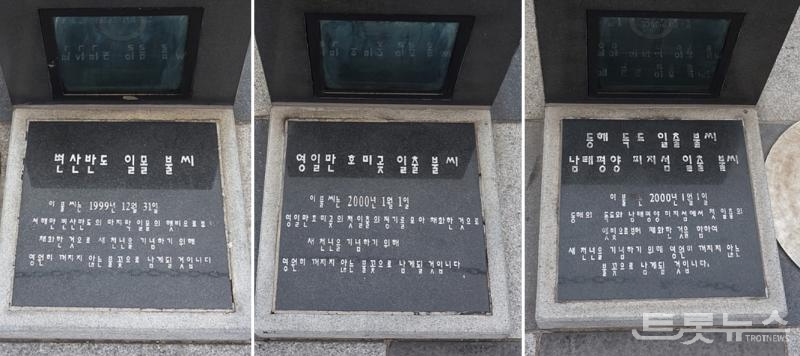 변산반도 일몰 불씨
이 불씨는 1999년 12월 31일
서해안 변산반도의 마지막 일몰의 햇빛으로부터
채화한 것으로 새 천년을 기념하기 위해
영원히 꺼지지 않는 불꽃으로 남게될 것입니다
영일만 호미곶 일출 불씨
이 불씨는 2000년 1월 1일
영일만 호미곶의 첫 일출의 정기를 모아 채화한 것으로
새 천년을 기념하기 위해
영원히 꺼지지 않는 불꽃으로 남게될 것입니다
동해 독도 일출 불씨
남태평양 피지섬 일출 불씨
이 불씨는 2000년 1월 1일
동해의 독도와 남태평양 피지섬에서 첫 일출의
햇빛으로부터 채화한 것을 합하여
새 천년을 기념하기 위해 영원히 꺼지지 않는
불꽃으로 남게될 것입니다.
트롯뉴스
TROTNEWS